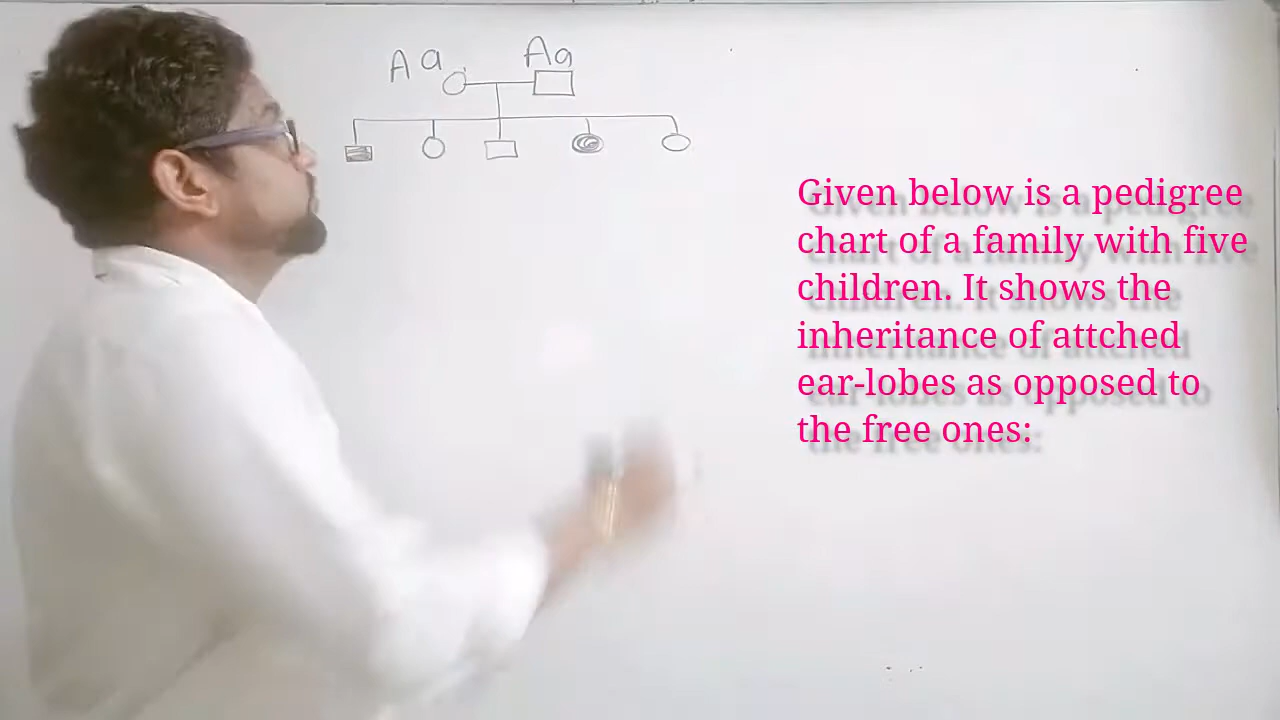 Aa Aa
Given below is a pedigree
chart of a family with five
children. It shows the
inheritance of attched
ear-lobes as opposed to
the free ones: